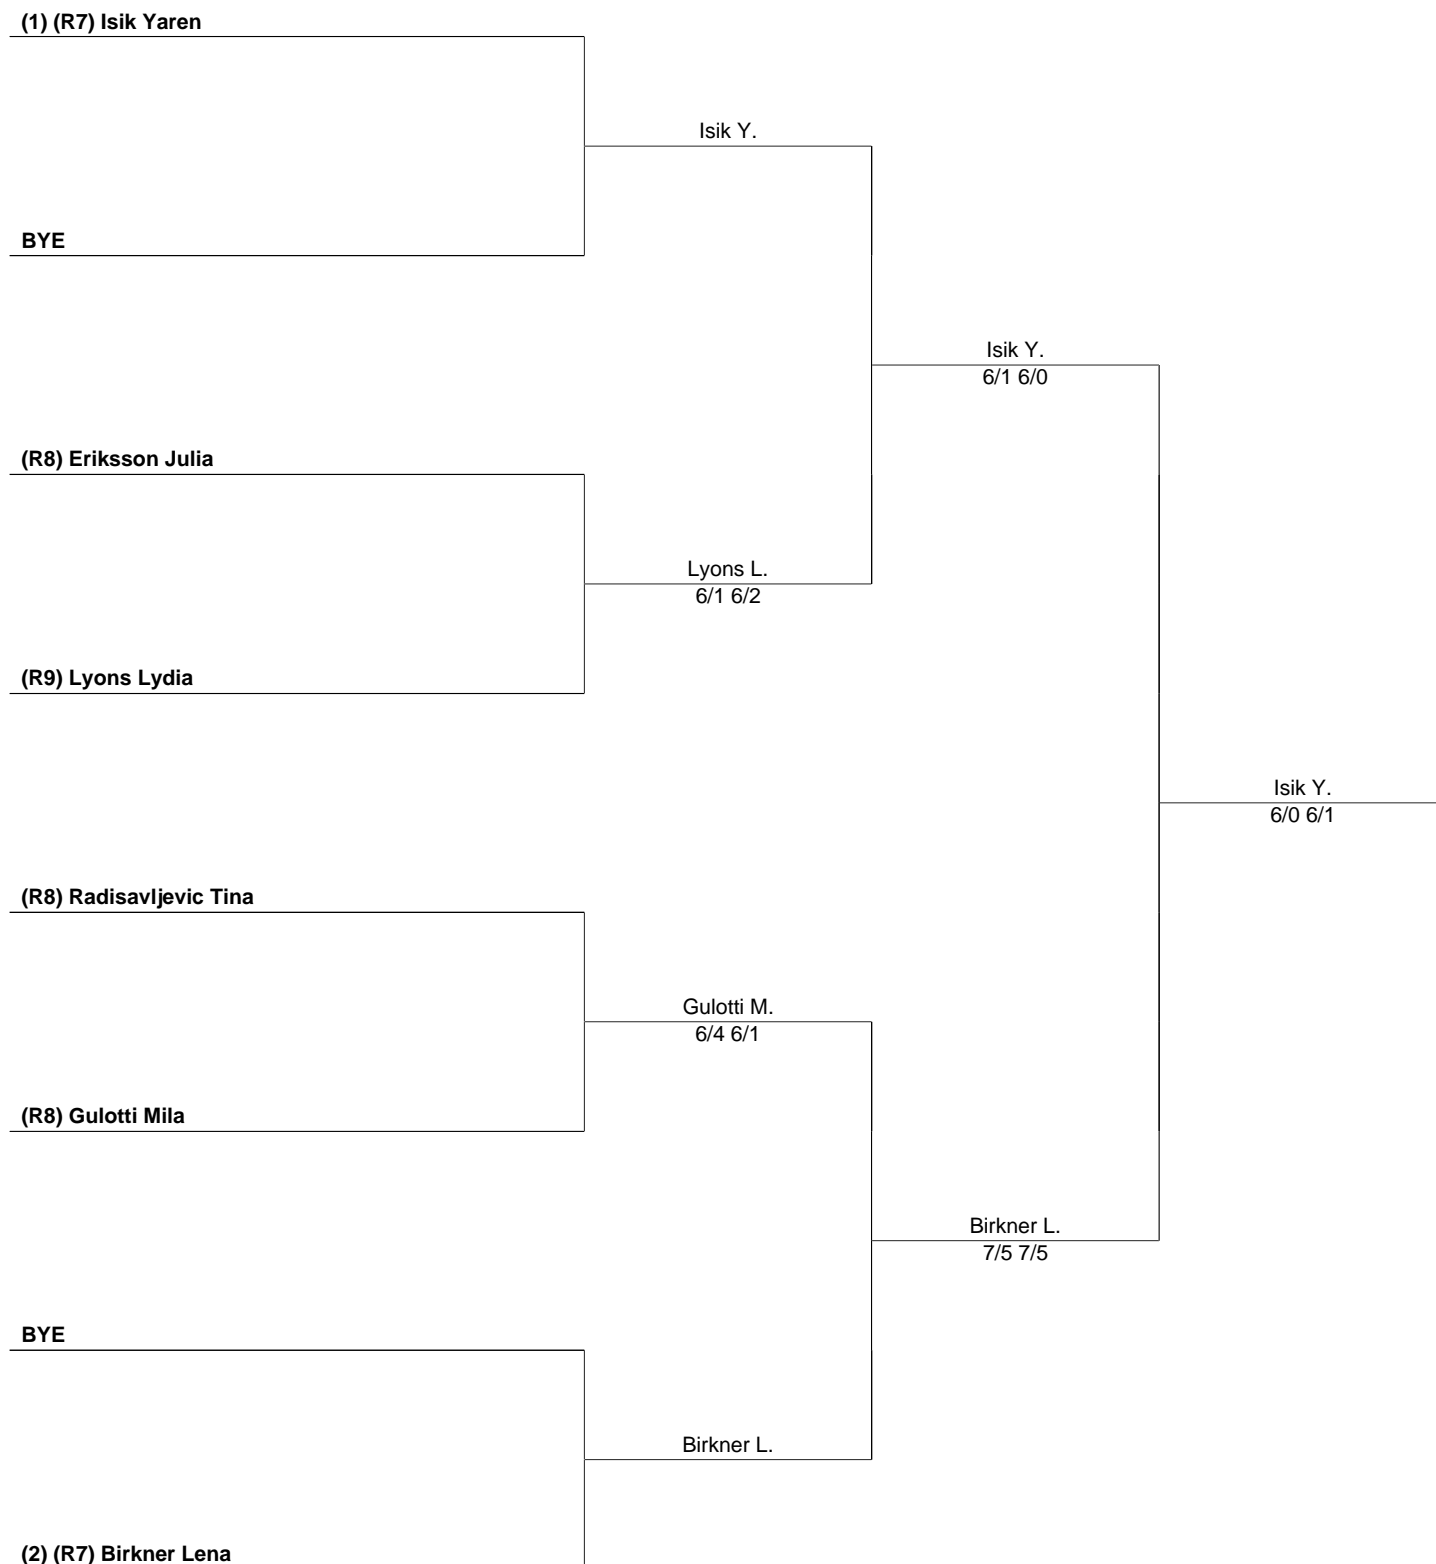 (1) (R7) Isik Yaren
Isik Y.
BYE
Isik Y.
6/1 6/0
(R8) Eriksson Julia
Lyons L.
6/1 6/2
(R9) Lyons Lydia
Isik Y.
6/0 6/1
(R8) Radisavljevic Tina
Gulotti M.
6/4 6/1
(R8) Gulotti Mila
Birkner L.
7/5 7/5
BYE
Birkner L.
(2) (R7) Birkner Lena